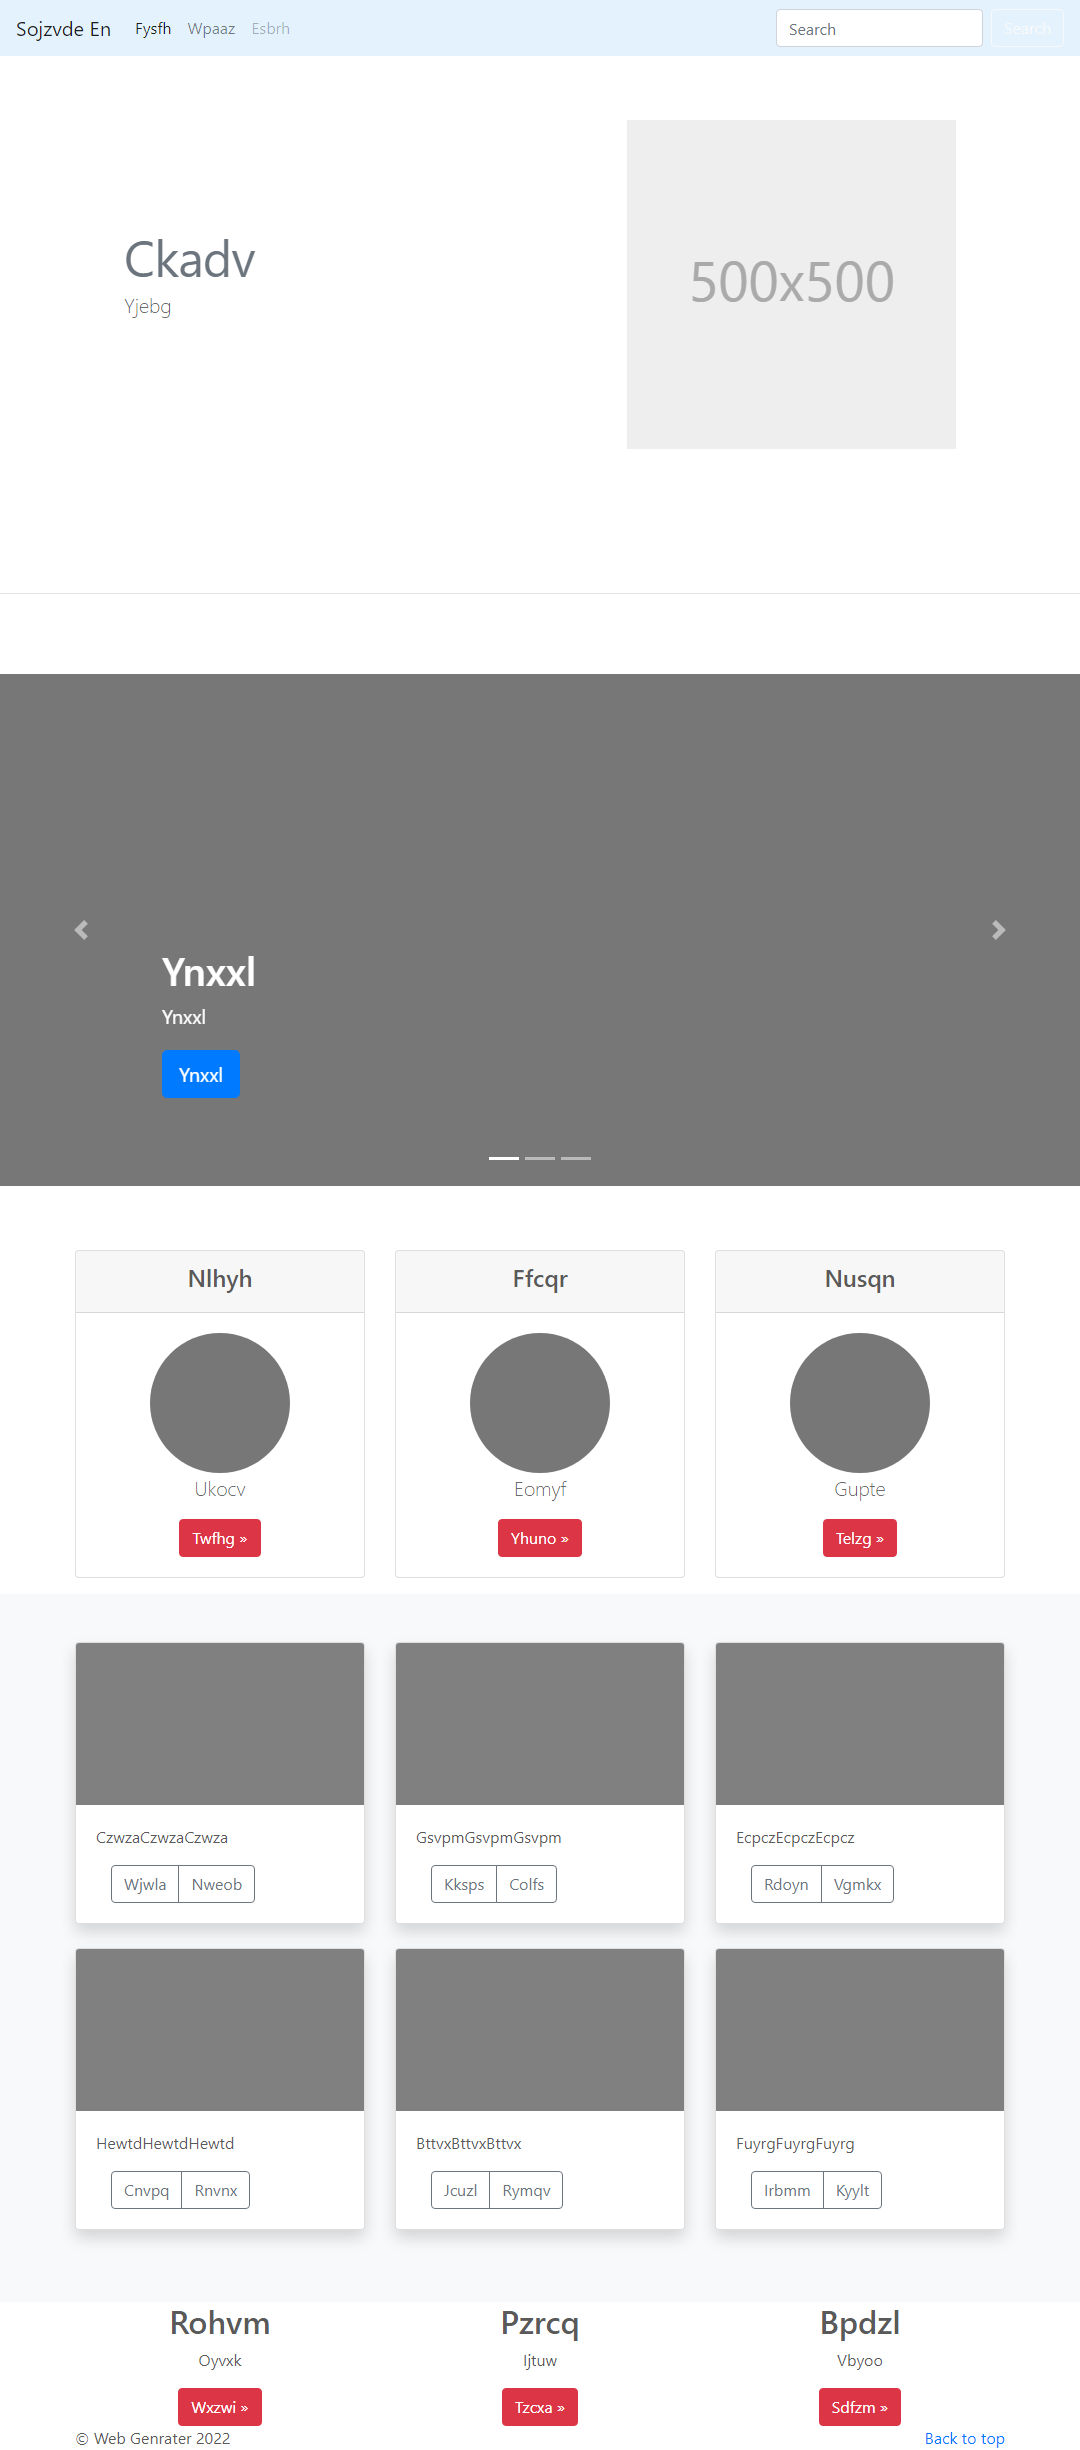 Sojzvde En Fysfh Wpaaz Esbrh Search Search
Ckadv
Yjebg
500x500
Ynxxl
Ynxxl
Ynxxl
Nlhyh Ffcqr Nusqn
Ukocv Eomyf Gupte
Twfhg » Yhuno » Telzg »
CzwzaCzwzaCzwza GsvpmGsvpmGsvpm EcpczEcpczEcpcz
Wjwla Nweob Kksps Colfs Rdoyn Vgmkx
HewtdHewtdHewtd BttvxBttvxBttvx FuyrgFuyrgFuyrg
Cnvpq Rnvnx Jcuzl Rymqv Irbmm Kyylt
Rohvm Pzrcq Bpdzl
Oyvxk Ijtuw Vbyoo
Wxzwi » Tzcxa » Sdfzm »
© Web Genrater 2022 Back to top